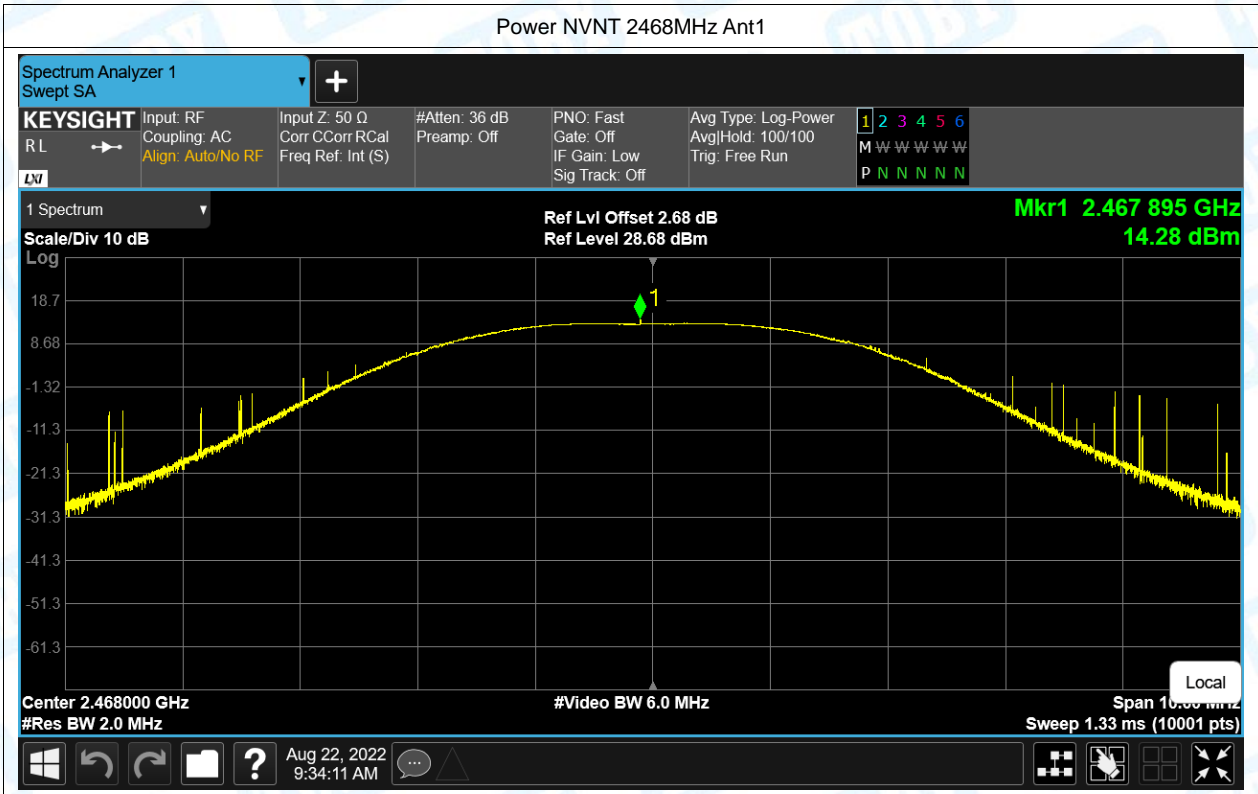 Power NVNT 2468MHz Ant1
Spectrum Analyzer 1
Swept SA
KEYSIGHT
R L
LXI
Input: RF
Coupling: AC
Align: Auto/No RF
Input Z: 50 Ω
Corr CCorr RCal
Freq Ref: Int (S)
#Atten: 36 dB
Preamp: Off
PNO: Fast
Gate: Off
IF Gain: Low
Sig Track: Off
Avg Type: Log-Power
Avg|Hold: 100/100
Trig: Free Run
1 2 3 4 5 6
M W W W W W
P N N N N N
1 Spectrum
Scale/Div 10 dB
Log
Ref Lvl Offset 2.68 dB
Ref Level 28.68 dBm
Mkr1 2.467 895 GHz
14.28 dBm
1
18.7
8.68
-1.32
-11.3
-21.3
-31.3
-41.3
-51.3
-61.3
Local
Center 2.468000 GHz
#Res BW 2.0 MHz
#Video BW 6.0 MHz
Span 10.00 MHz
Sweep 1.33 ms (10001 pts)
?
Aug 22, 2022
9:34:11 AM
TOBY